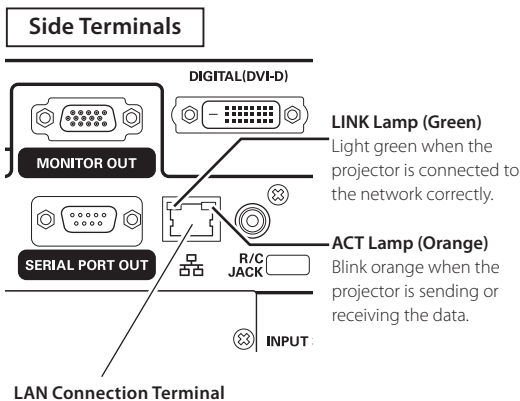 Side Terminals
DIGITAL(DVI-D)
MONITOR OUT
LINK Lamp (Green)
Light green when the
projector is connected to
the network correctly.
SERIAL PORT OUT
R/C
JACK
ACT Lamp (Orange)
Blink orange when the
projector is sending or
receiving the data.
INPUT
LAN Connection Terminal